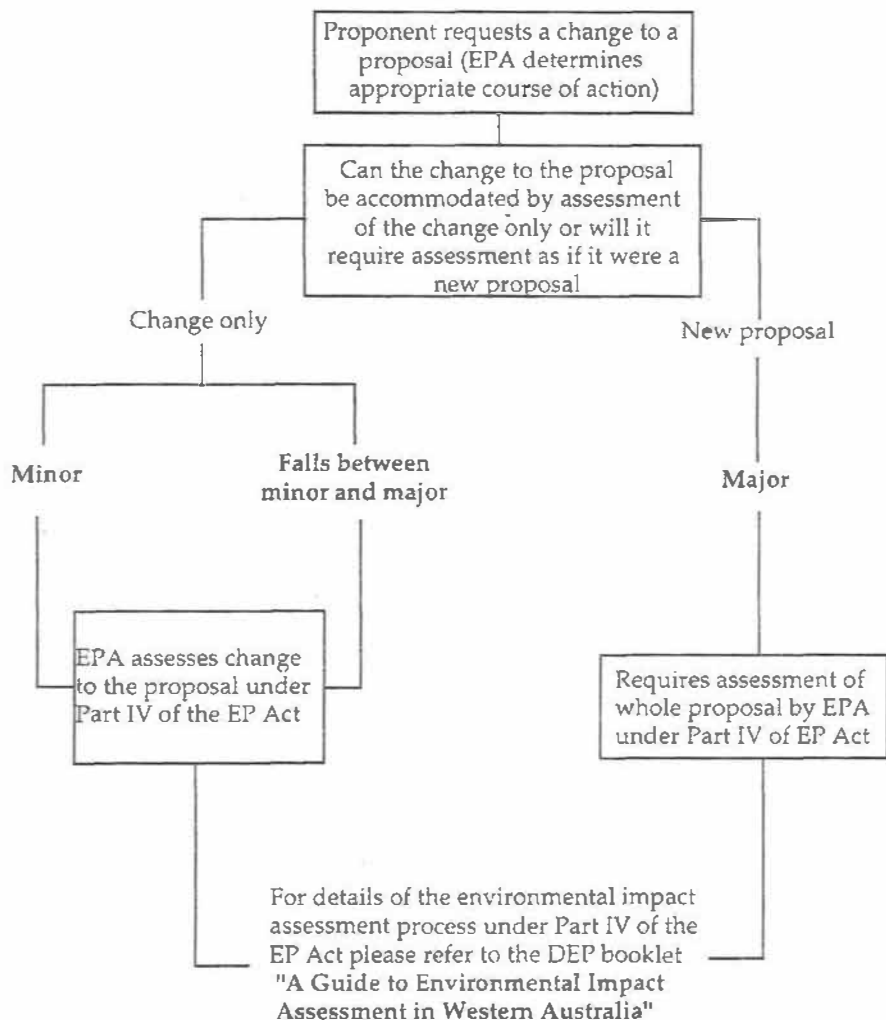 Proponent requests a change to a
proposal (EPA determines
appropriate course of action)
Can the change to the proposal
be accommodated by assessment
of the change only or will it
require assessment as if it were a
new proposal
Change only
New proposal
Minor
Falls between
minor and major
Major
EPA assesses change
to the proposal under
Part IV of the EP Act
Requires assessment of
whole proposal by EPA
under Part IV of EP Act
For details of the environmental impact
assessment process under Part IV of the
EP Act please refer to the DEP booklet
"A Guide to Environmental Impact
Assessment in Western Australia"